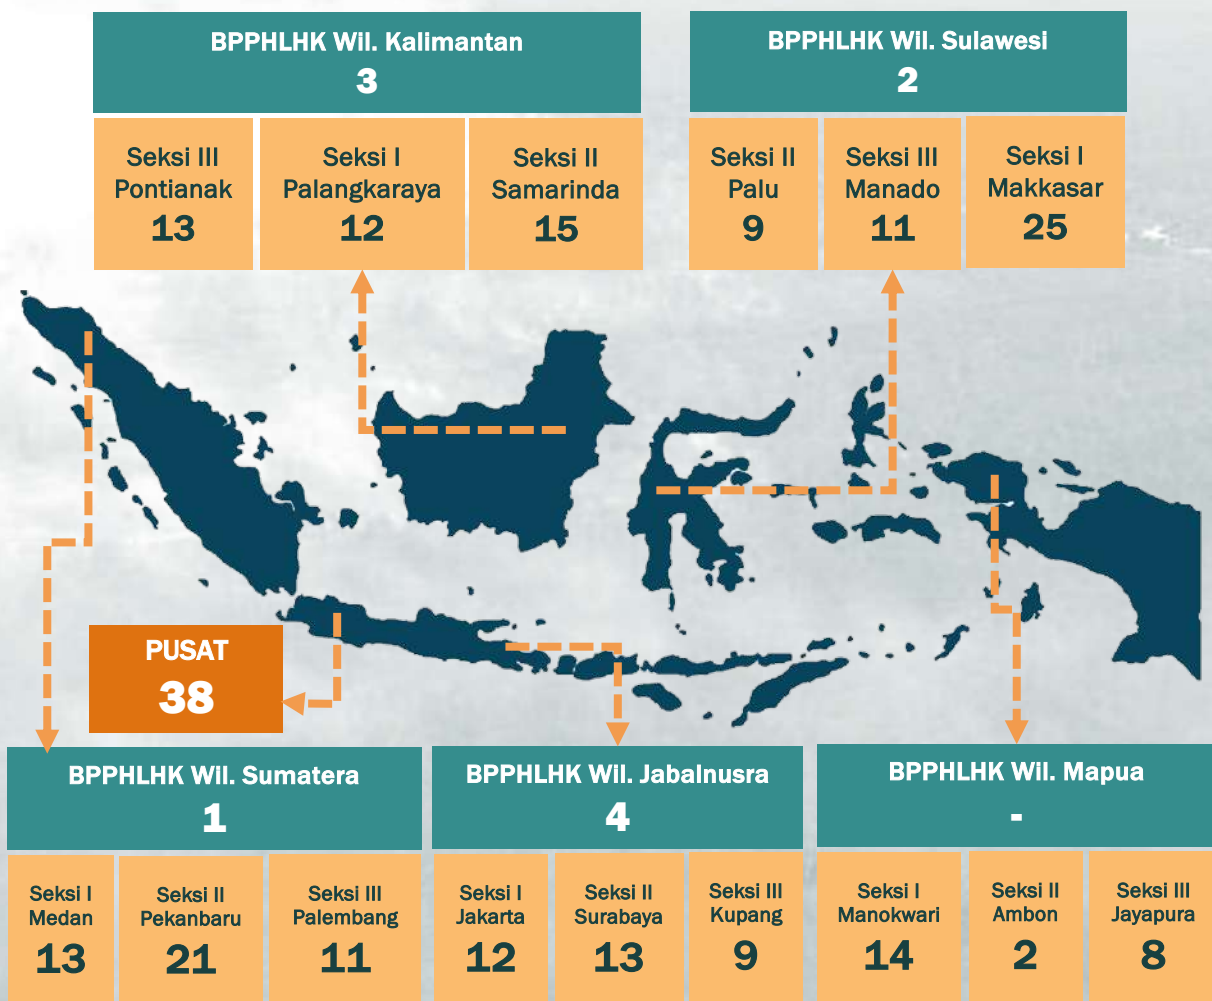 BPPHLHK Wil. Kalimantan
3
Seksi III
Pontianak
13
Seksi I
Palangkaraya
12
Seksi II
Samarinda
15
BPPHLHK Wil. Sulawesi
2
Seksi II
Palu
9
Seksi III
Manado
11
Seksi I
Makkasar
25
PUSAT
38
BPPHLHK Wil. Sumatera
1
Seksi I
Medan
13
Seksi II
Pekanbaru
21
Seksi III
Palembang
11
BPPHLHK Wil. Jabalnusra
4
Seksi I
Jakarta
12
Seksi II
Surabaya
13
Seksi III
Kupang
9
BPPHLHK Wil. Mapua
-
Seksi I
Manokwari
14
Seksi II
Ambon
2
Seksi III
Jayapura
8